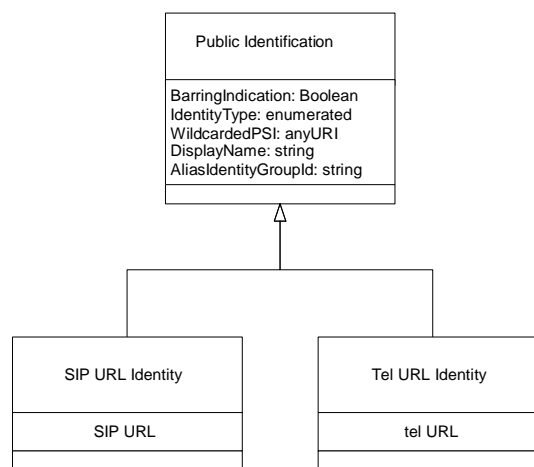 Public Identification
BarringIndication: Boolean
IdentityType: enumerated
WildcardedPSI: anyURI
DisplayName: string
AliasIdentityGroupId: string
SIP URL Identity
Tel URL Identity
SIP URL
tel URL